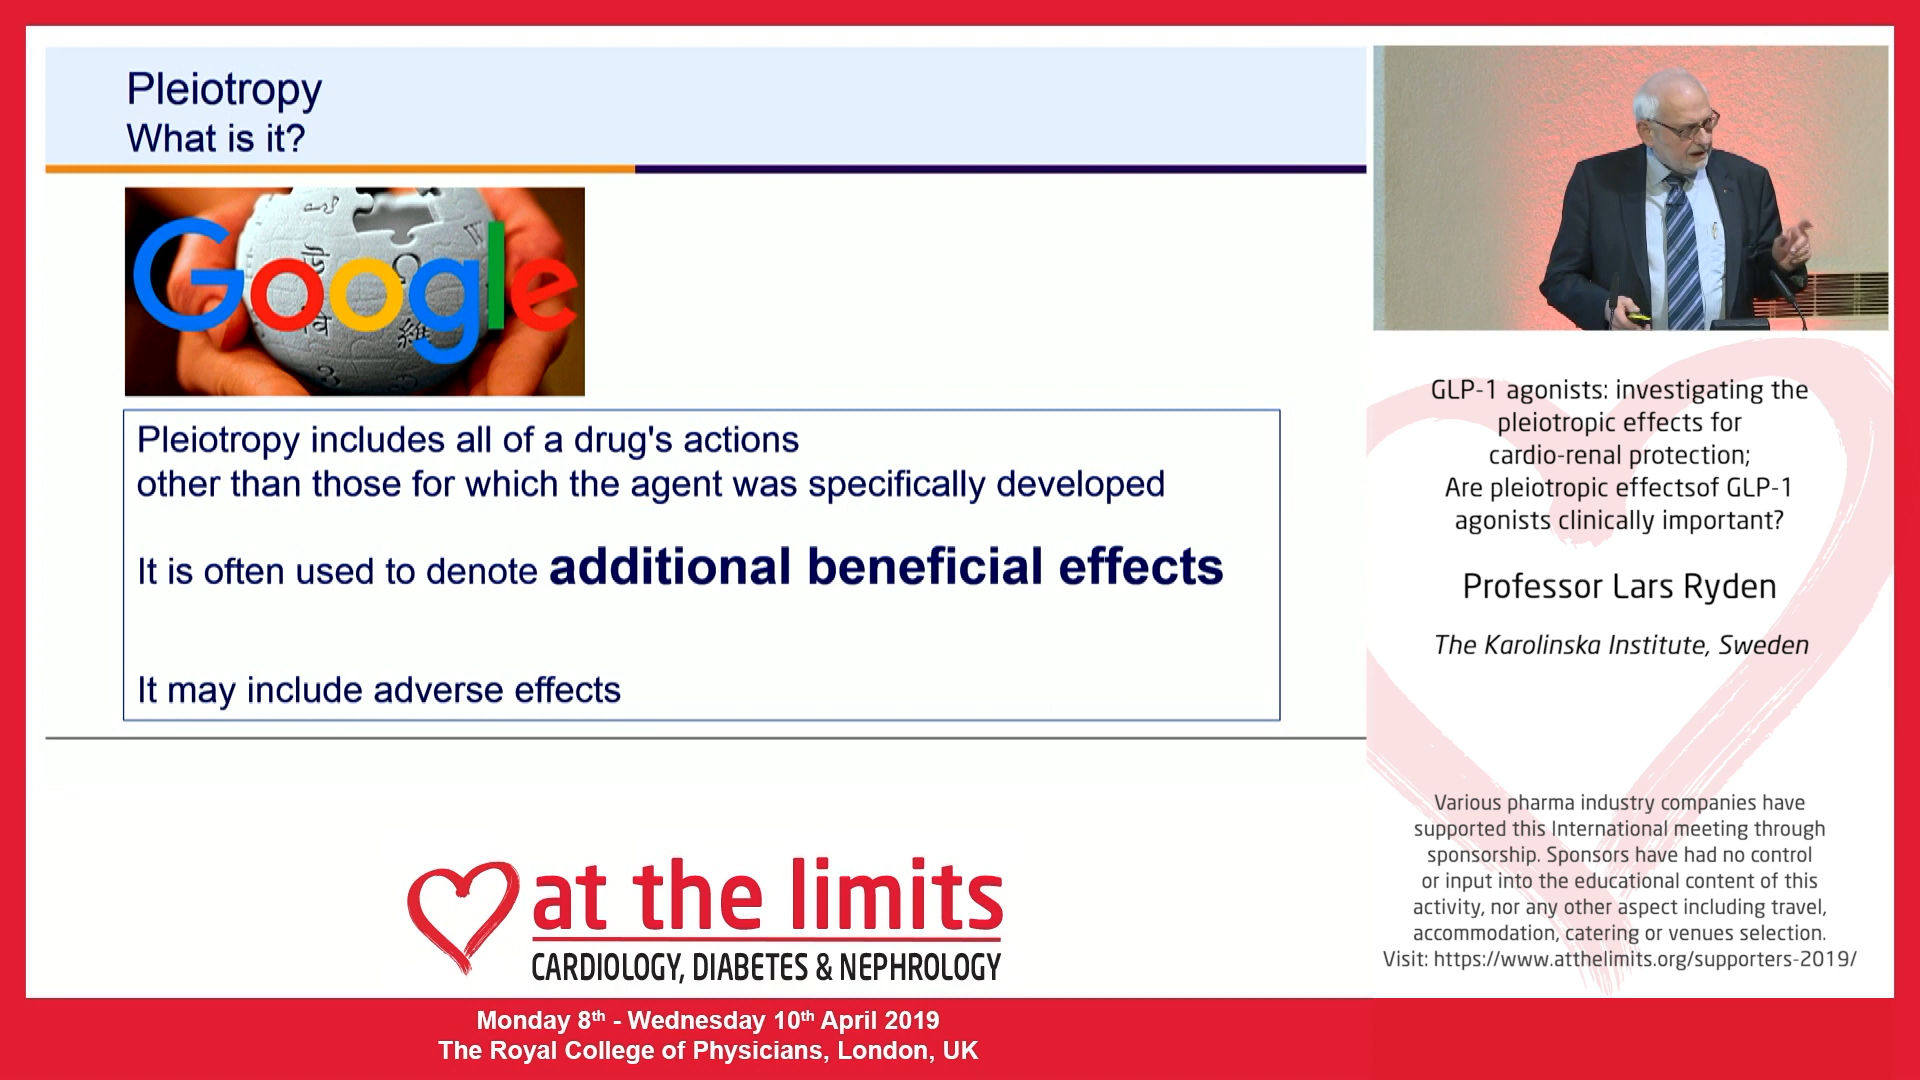 Pleiotropy
What is it?
Google
Pleiotropy includes all of a drug's actions
other than those for which the agent was specifically developed
It is often used to denote additional beneficial effects
It may include adverse effects
at the limits
CARDIOLOGY, DIABETES & NEPHROLOGY
Monday 8th - Wednesday 10th April 2019
The Royal College of Physicians, London, UK
GLP-1 agonists: investigating the
pleiotropic effects for
cardio-renal protection;
Are pleiotropic effectsof GLP-1
agonists clinically important?
Professor Lars Ryden
The Karolinska Institute, Sweden
Various pharma industry companies have
supported this International meeting through
sponsorship. Sponsors have had no control
or input into the educational content of this
activity, nor any other aspect including travel,
accommodation, catering or venues selection.
Visit: https://www.atthelimits.org/supporters-2019/